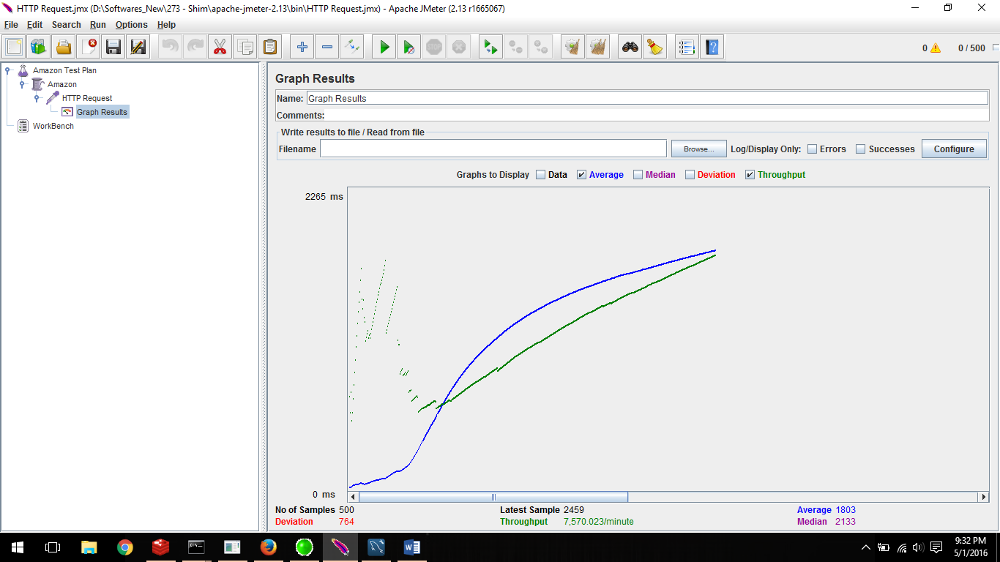 HTTP Request.jmx (D:\Softwares_New\273 - Shim\apache-jmeter-2.13\bin\HTTP Request.jmx) - Apache JMeter (2.13 r1665067)
File Edit Search Run Options Help
0 0 / 500
Amazon Test Plan
Amazon
HTTP Request
Graph Results
WorkBench
Graph Results
Name: Graph Results
Comments:
Write results to file / Read from file
Filename Browse... Log/Display Only: Errors Successes Configure
Graphs to Display Data Average Median Deviation Throughput
2265 ms
0 ms
No of Samples 500 Latest Sample 2459 Average 1803
Deviation 764 Throughput 7,570.023/minute Median 2133
9:32 PM
5/1/2016